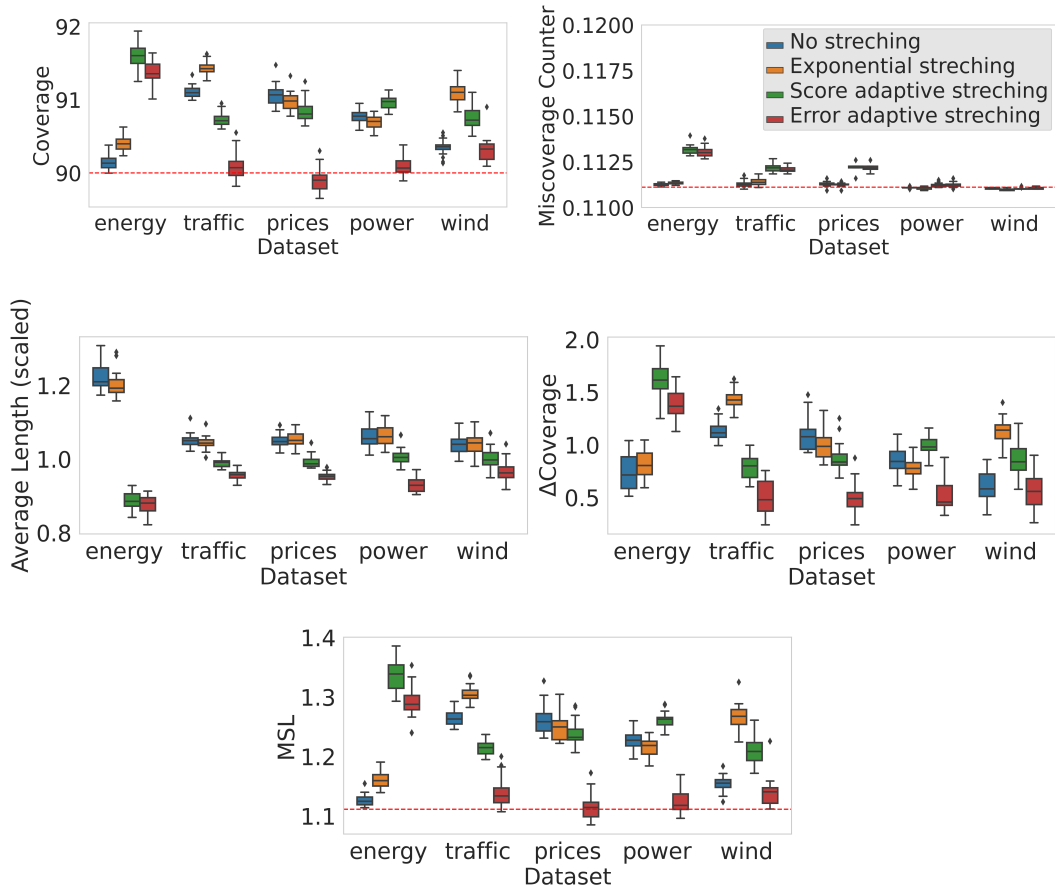 92
91
90
Coverage
energy traffic prices power wind
Dataset
0.1200
0.1175
0.1150
0.1125
0.1100
Miscoverage Counter
No streching
Exponential streching
Score adaptive streching
Error adaptive streching
energy traffic prices power wind
Dataset
1.2
1.0
0.8
Average Length (scaled)
energy traffic prices power wind
Dataset
2.0
1.5
1.0
0.5
ΔCoverage
energy traffic prices power wind
Dataset
1.4
1.3
1.2
1.1
MSL
energy traffic prices power wind
Dataset